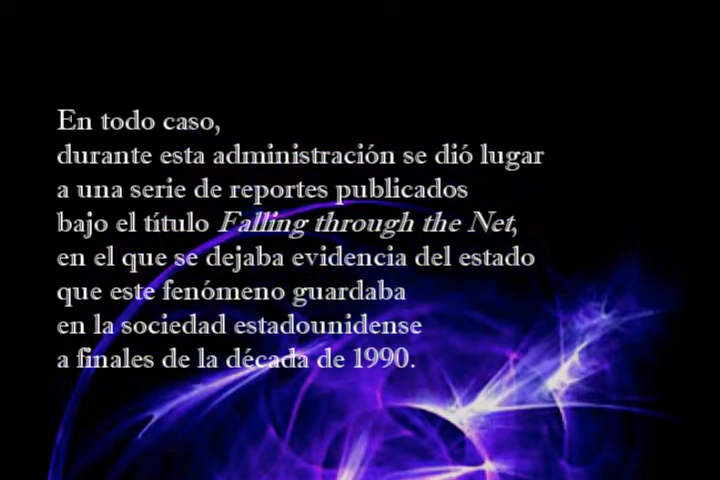 En todo caso,
durante esta administración se dió lugar
a una serie de reportes publicados
bajo el título Falling through the Net,
en el que se dejaba evidencia del estado
que este fenómeno guardaba
en la sociedad estadounidense
a finales de la década de 1990.